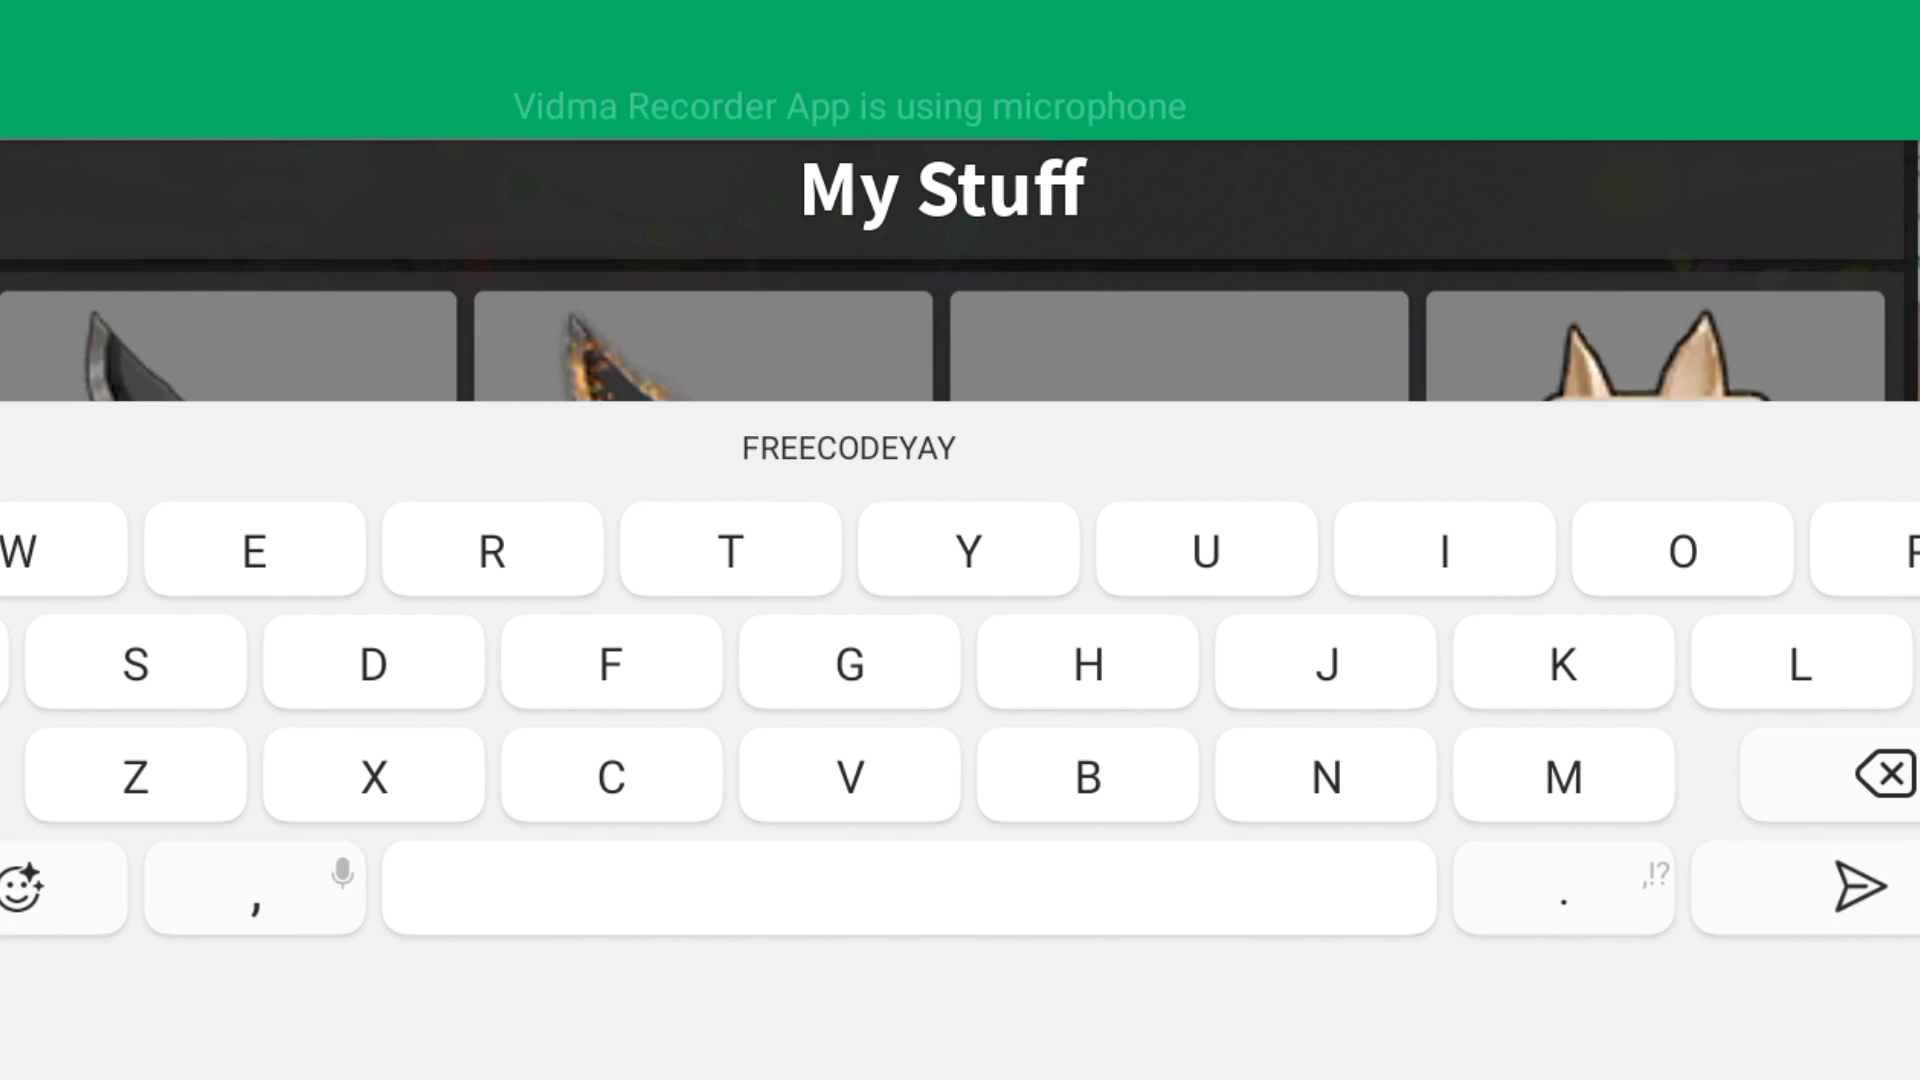 Vidma Recorder App is using microphone
My Stuff
FREECODEYAY
W E R T Y U I O P
S D F G H J K L
Z X C V B N M
, . ,!?